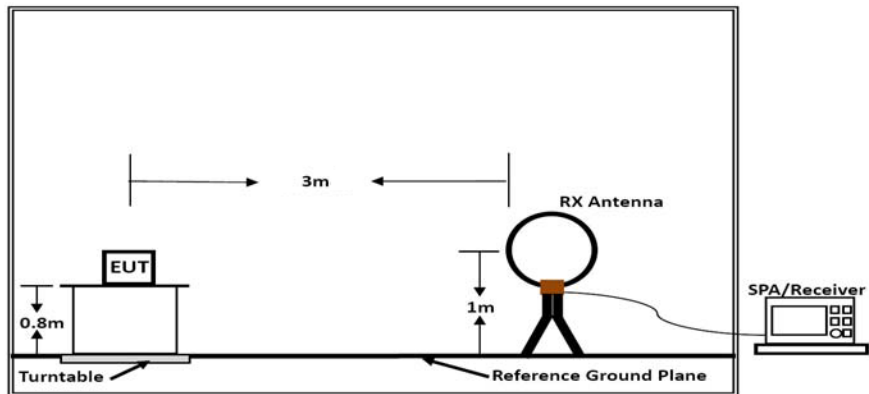 3m
RX Antenna
EUT
SPA/Receiver
0.8m
1m
Turntable
Reference Ground Plane